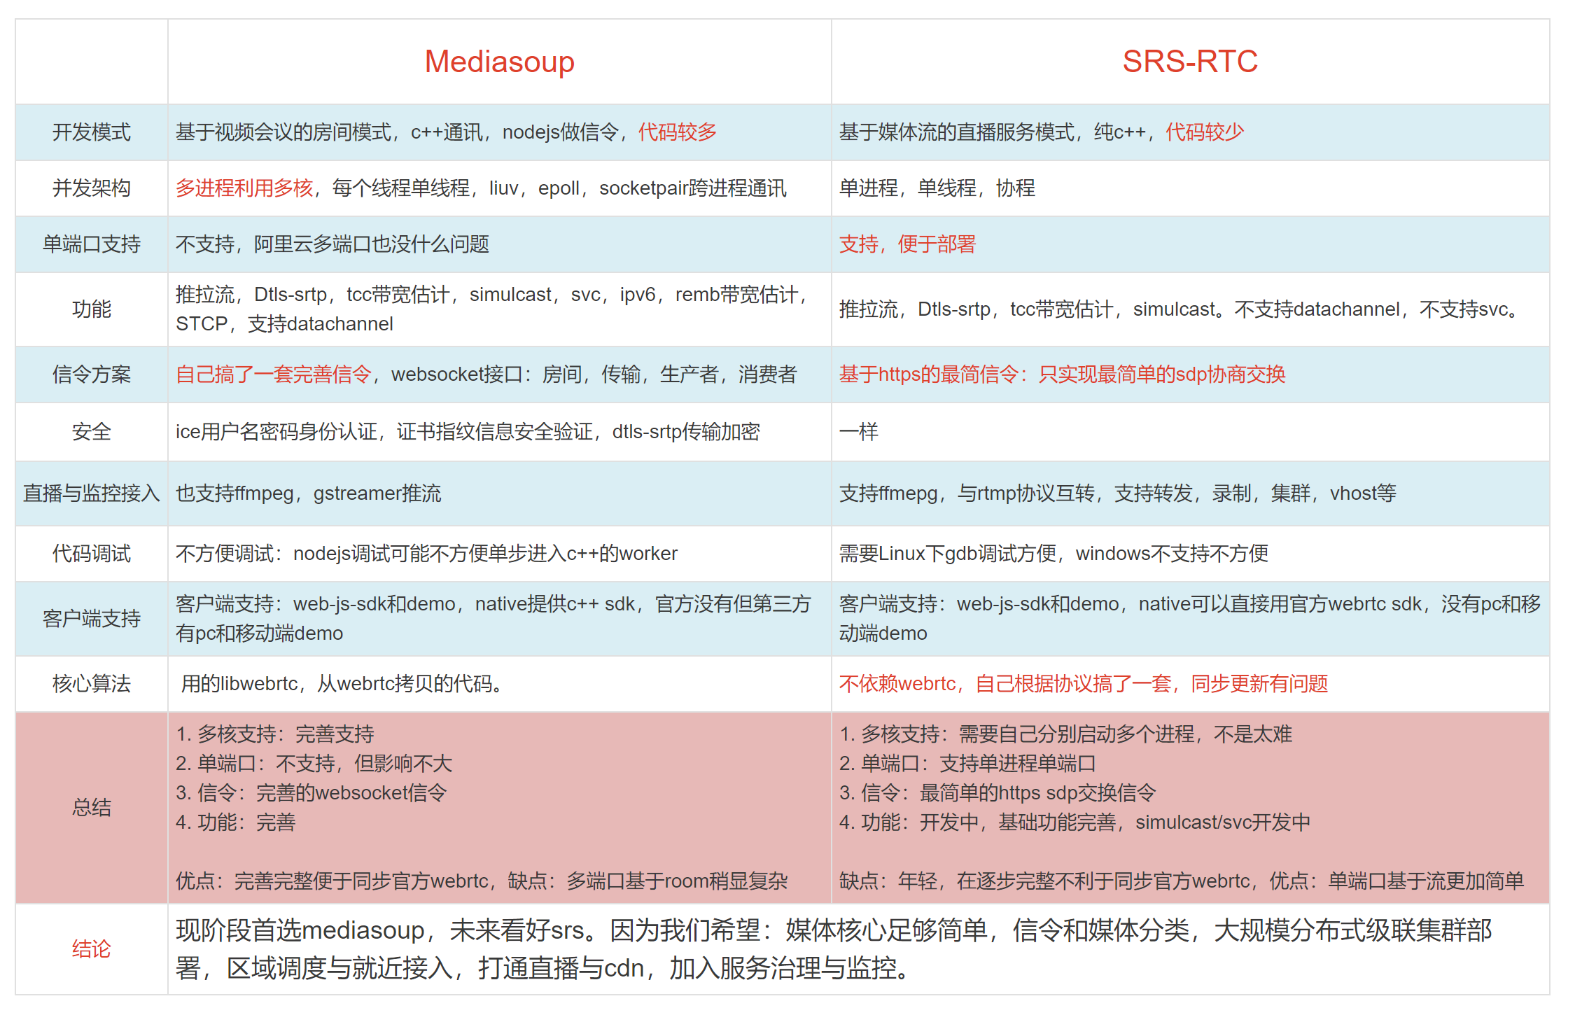 Mediasoup
SRS-RTC
开发模式
基于视频会议的房间模式，c++通讯，nodejs做信令，代码较多
基于媒体流的直播服务模式，纯c++，代码较少
并发架构
多进程利用多核，每个线程单线程，liuv，epoll，socketpair跨进程通讯
单进程，单线程，协程
单端口支持
不支持，阿里云多端口也没什么问题
支持，便于部署
功能
推拉流，Dtls-srtp，tcc带宽估计，simulcast，svc，ipv6，remb带宽估计，
STCP，支持datachannel
推拉流，Dtls-srtp，tcc带宽估计，simulcast。不支持datachannel，不支持svc。
信令方案
自己搞了一套完善信令，websocket接口：房间，传输，生产者，消费者
基于https的最简信令：只实现最简单的sdp协商交换
安全
ice用户名密码身份认证，证书指纹信息安全验证，dtls-srtp传输加密
一样
直播与监控接入
也支持ffmpeg，gstreamer推流
支持ffmepg，与rtmp协议互转，支持转发，录制，集群，vhost等
代码调试
不方便调试：nodejs调试可能不方便单步进入c++的worker
需要Linux下gdb调试方便，windows不支持不方便
客户端支持
客户端支持：web-js-sdk和demo，native提供c++ sdk，官方没有但第三方
有pc和移动端demo
客户端支持：web-js-sdk和demo，native可以直接用官方webrtc sdk，没有pc和移
动端demo
核心算法
用的libwebrtc，从webrtc拷贝的代码。
不依赖webrtc，自己根据协议搞了一套，同步更新有问题
总结
1. 多核支持：完善支持
2. 单端口：不支持，但影响不大
3. 信令：完善的websocket信令
4. 功能：完善
优点：完善完整便于同步官方webrtc，缺点：多端口基于room稍显复杂
1. 多核支持：需要自己分别启动多个进程，不是太难
2. 单端口：支持单进程单端口
3. 信令：最简单的https sdp交换信令
4. 功能：开发中，基础功能完善，simulcast/svc开发中
缺点：年轻，在逐步完整不利于同步官方webrtc，优点：单端口基于流更加简单
结论
现阶段首选mediasoup，未来看好srs。因为我们希望：媒体核心足够简单，信令和媒体分类，大规模分布式级联集群部
署，区域调度与就近接入，打通直播与cdn，加入服务治理与监控。